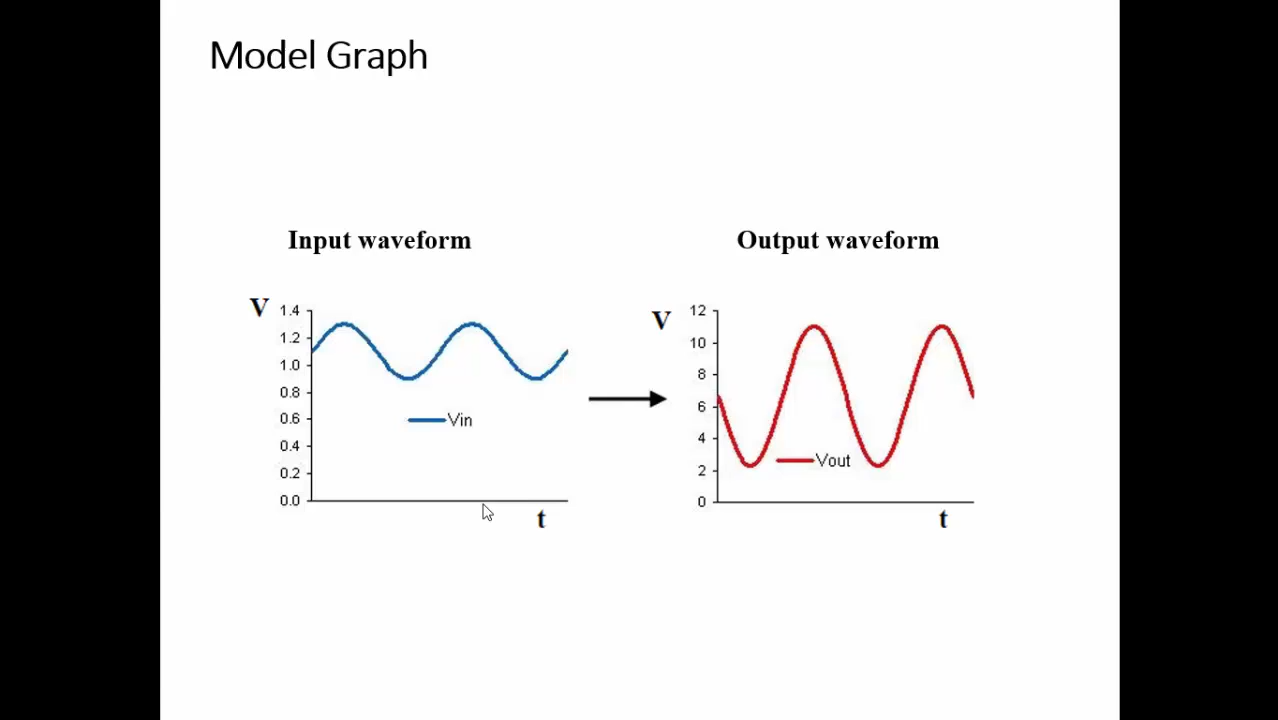 Model Graph
Input waveform
Output waveform
V
1.4
1.2
1.0
0.8
0.6
0.4
0.2
0.0
Vin
t
V
12
10
8
6
4
2
0
Vout
t